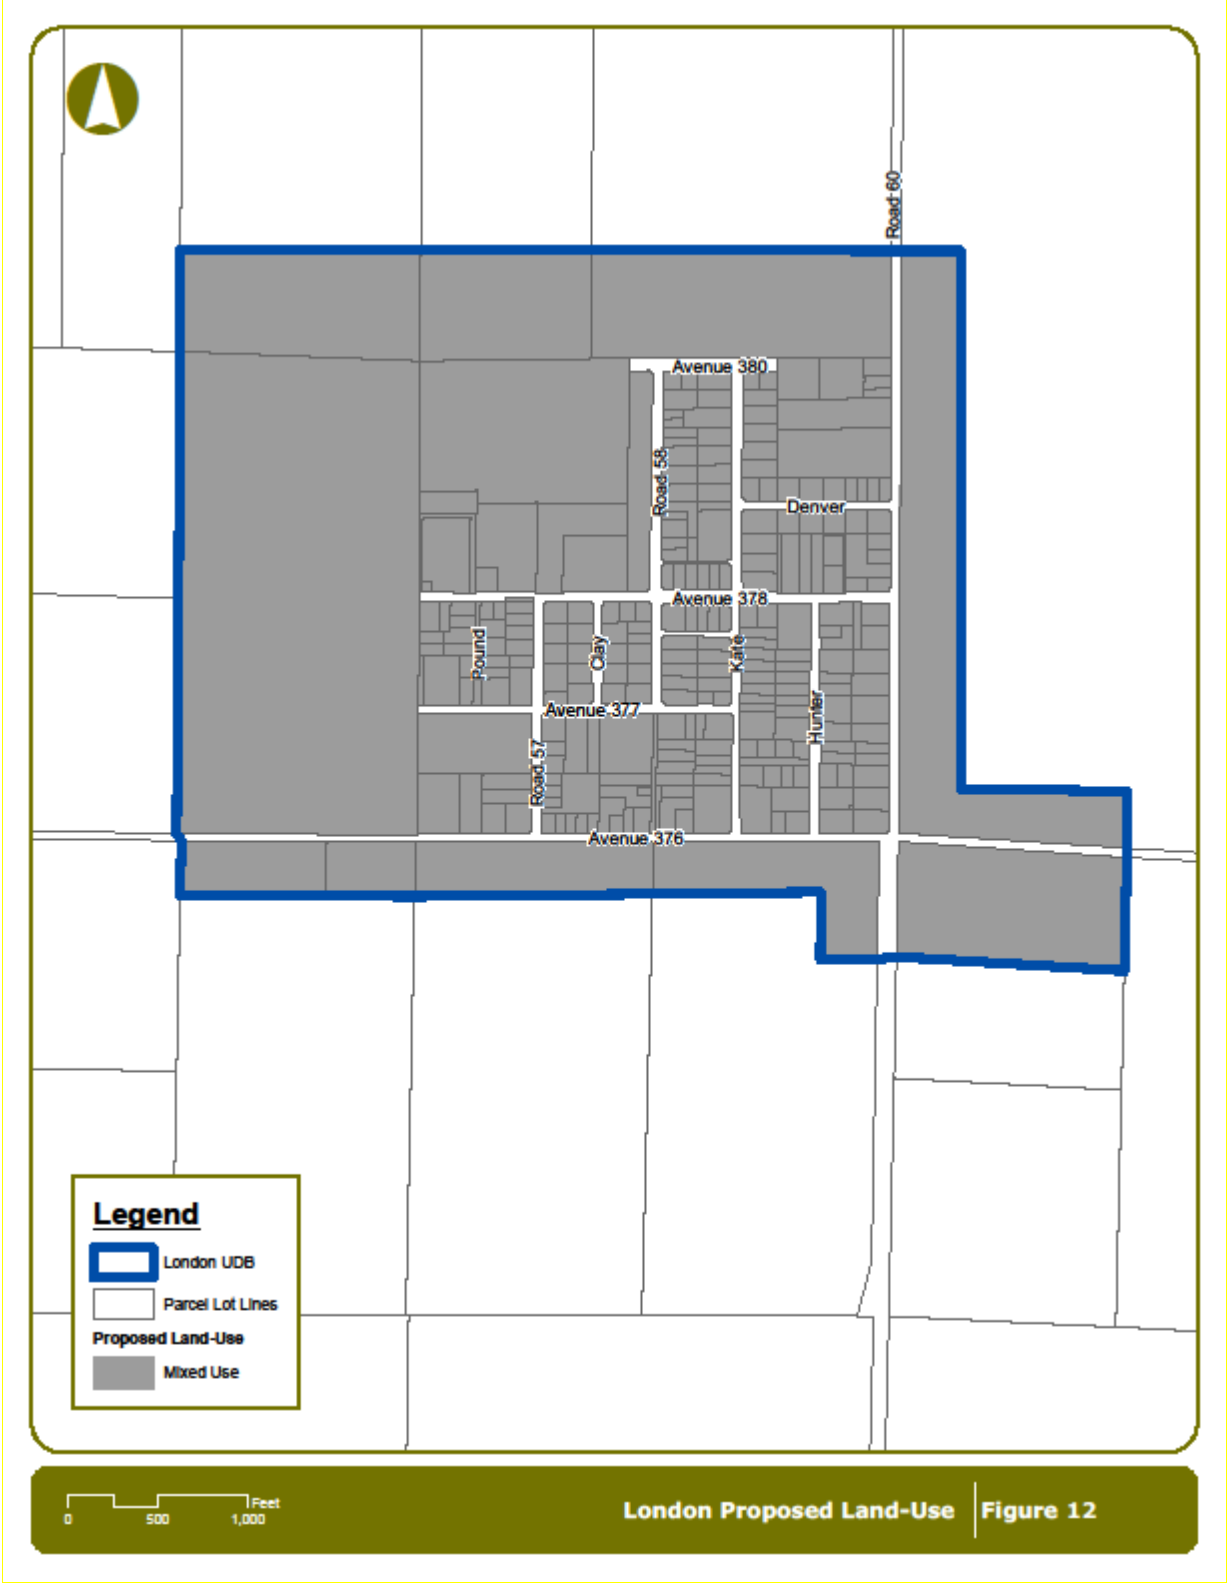 Road 60
Avenue 380
Road 58
Denver
Avenue 378
Pound
Clay
Kate
Hunter
Avenue 377
Road 57
Avenue 376
Legend
London UDB
Parcel Lot Lines
Proposed Land-Use
Mixed Use
Feet
0 500 1,000
London Proposed Land-Use Figure 12